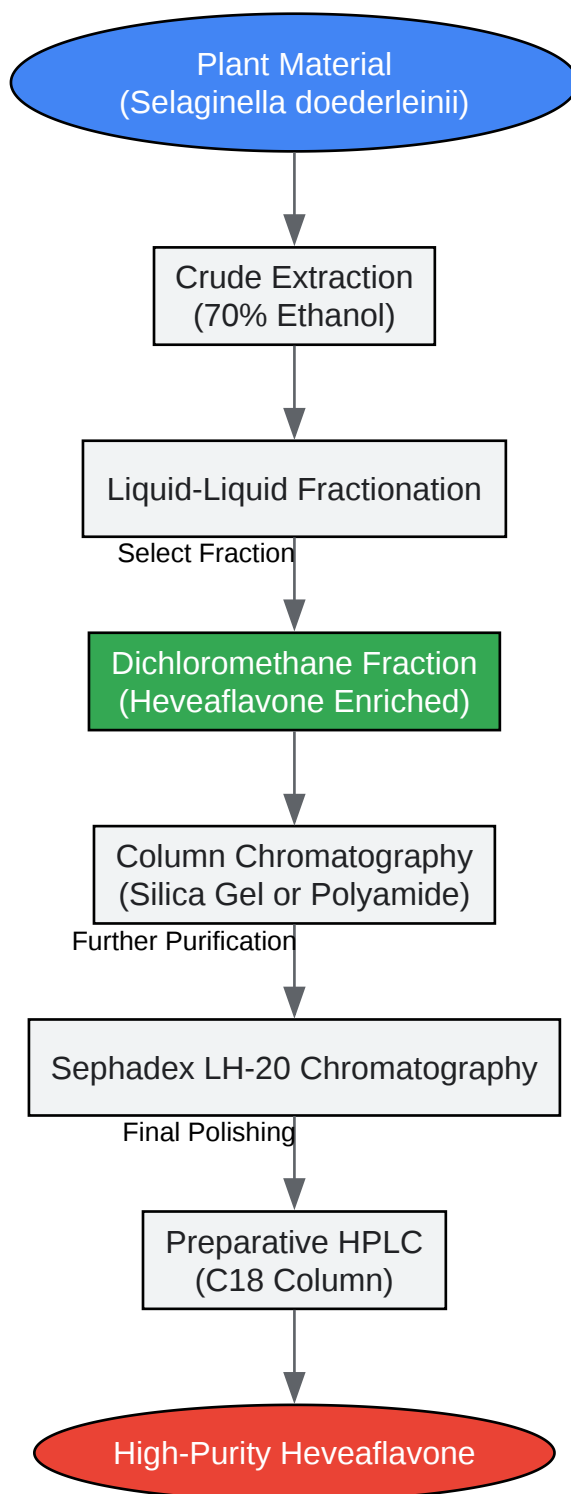 Plant Material
(Selaginella doederleinii)
Crude Extraction
(70% Ethanol)
Liquid-Liquid Fractionation
Select Fraction
Dichloromethane Fraction
(Heveaflavone Enriched)
Column Chromatography
(Silica Gel or Polyamide)
Further Purification
Sephadex LH-20 Chromatography
Final Polishing
Preparative HPLC
(C18 Column)
High-Purity Heveaflavone